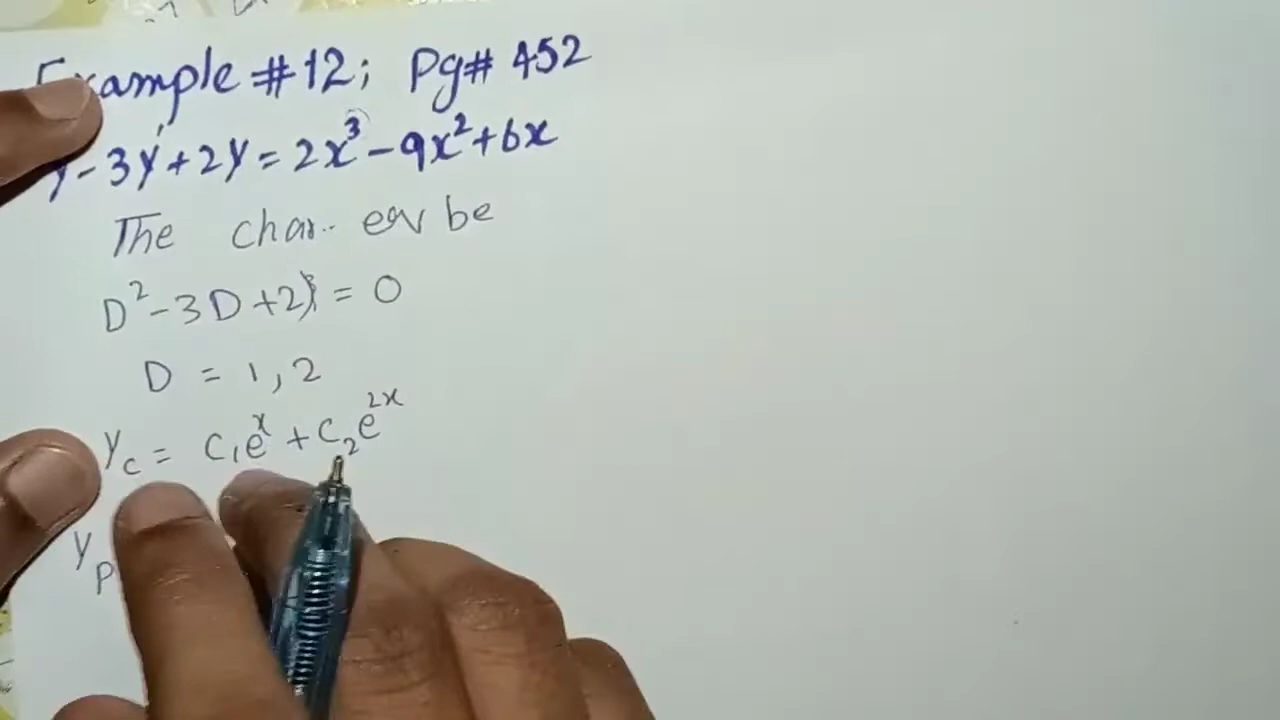 Example #12; Pg# 452
y - 3y' + 2y = 2x³ - 9x² + 6x
The char.. eq be
D² - 3D + 2) = 0
D = 1, 2
y_c = c₁eˣ + c₂e²ˣ
y_p